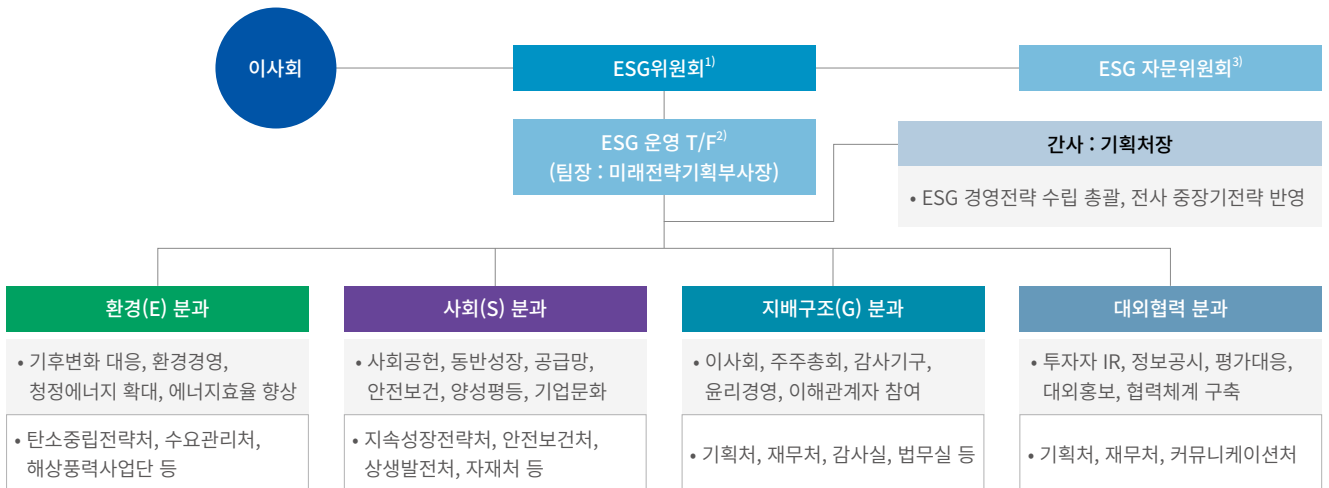 이사회
ESG위원회1)
ESG 자문위원회3)
ESG 운영 T/F2)
(팀장 : 미래전략기획부사장)
간사 : 기획처장
• ESG 경영전략 수립 총괄, 전사 중장기전략 반영
환경(E) 분과
• 기후변화 대응, 환경경영,
청정에너지 확대, 에너지효율 향상
• 탄소중립전략처, 수요관리처,
해상풍력사업단 등
사회(S) 분과
• 사회공헌, 동반성장, 공급망,
안전보건, 양성평등, 기업문화
• 지속성장전략처, 안전보건처,
상생발전처, 자재처 등
지배구조(G) 분과
• 이사회, 주주총회, 감사기구,
윤리경영, 이해관계자 참여
• 기획처, 재무처, 감사실, 법무실 등
대외협력 분과
• 투자자 IR, 정보공시, 평가대응,
대외홍보, 협력체계 구축
• 기획처, 재무처, 커뮤니케이션처